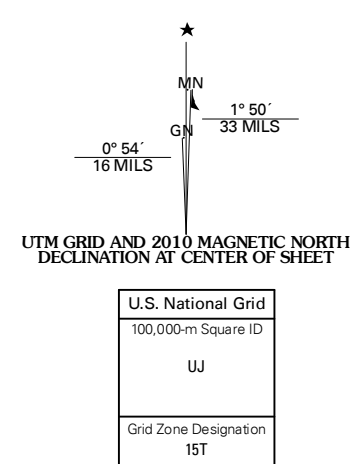 ★
MN
1° 50´
33 MILS
GN
0° 54´
16 MILS
UTM GRID AND 2010 MAGNETIC NORTH
DECLINATION AT CENTER OF SHEET
U.S. National Grid
100,000-m Square ID
UJ
Grid Zone Designation
15T